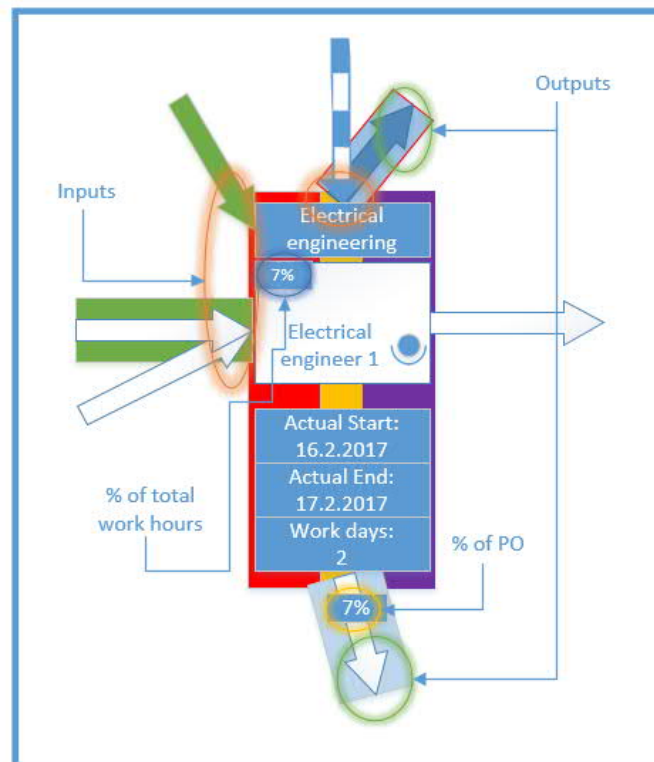 Outputs
Inputs
Electrical
engineering
7%
Electrical
engineer 1
Actual Start:
16.2.2017
Actual End:
17.2.2017
Work days:
2
% of total
work hours
% of PO
7%